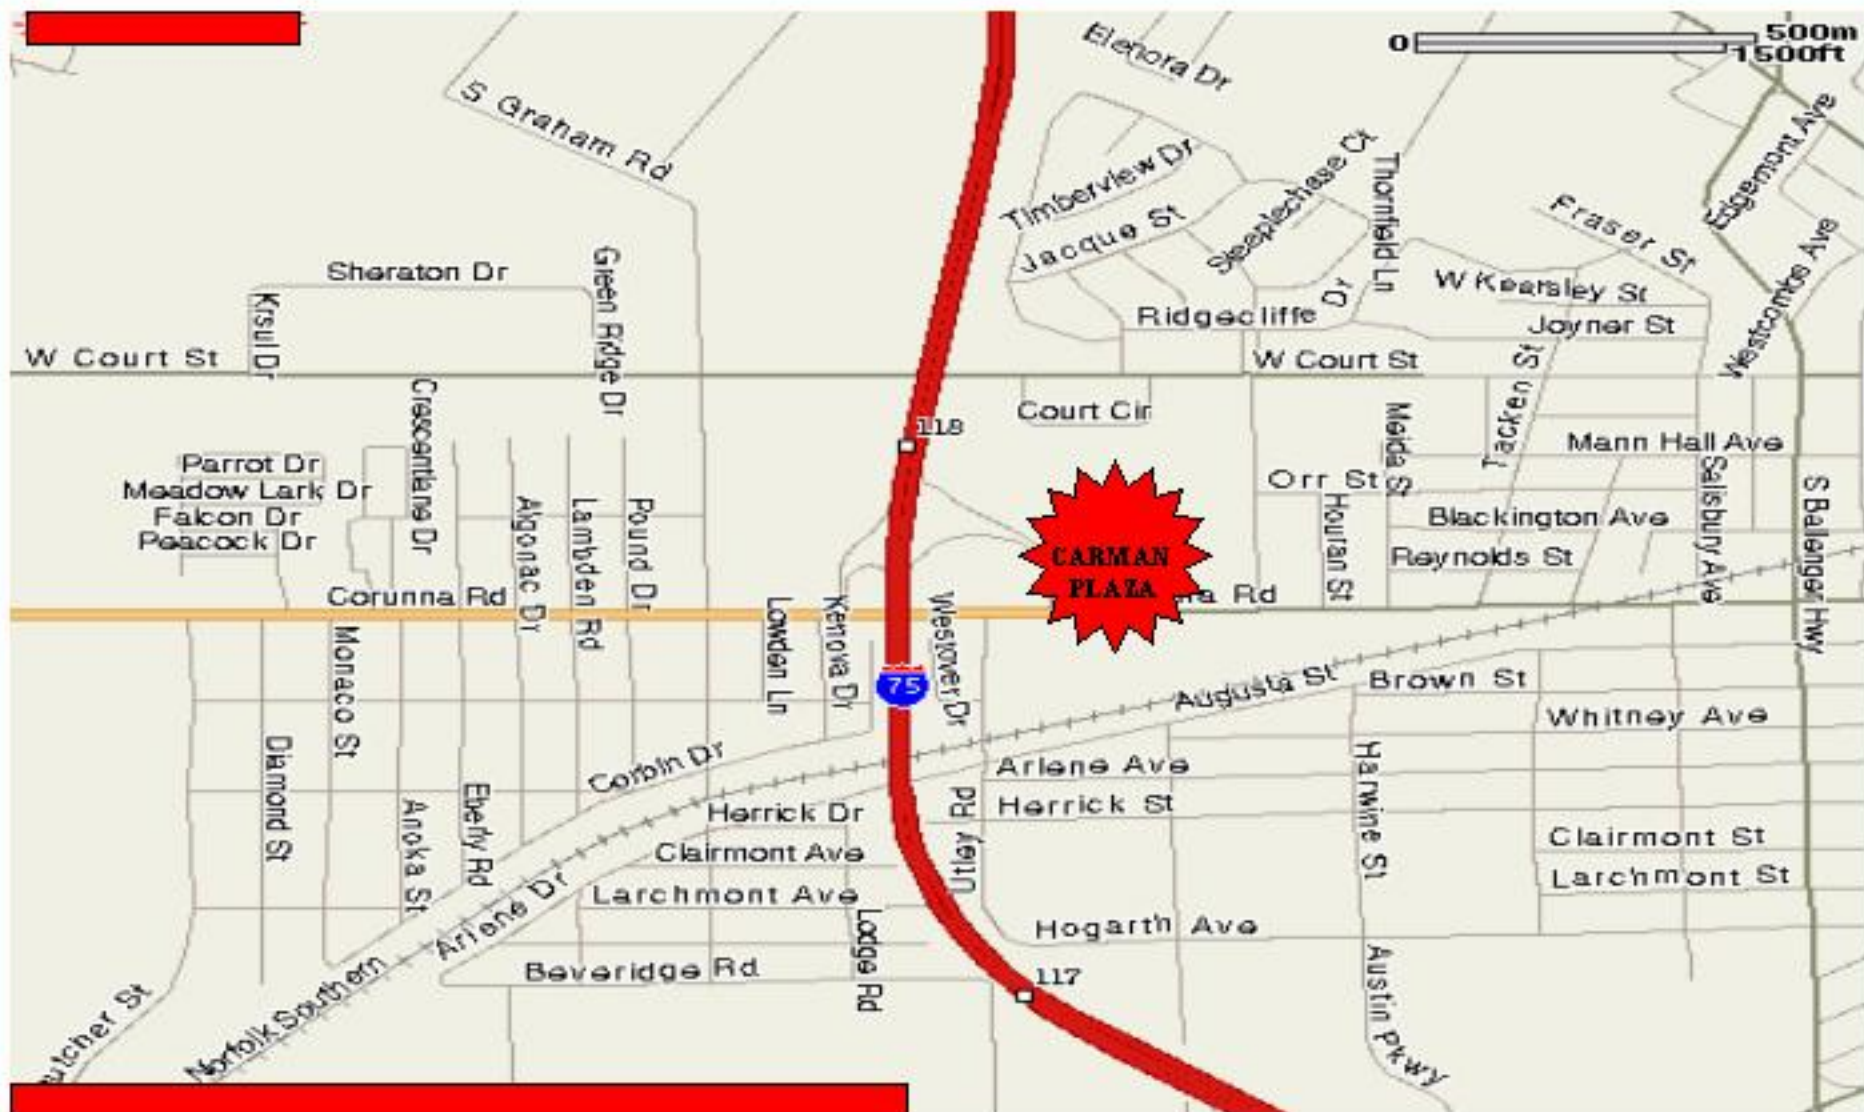 500m
0
1500ft
Elenora Dr
S Graham Rd
Edgemont Ave
Timberview Dr
Steeplechase Ct
Thornfield Ln
Jacque St
Fraser St
Green Ridge Dr
Sheraton Dr
W Kearsley St
Westcombs Ave
Krsul Dr
Ridgecliffe Dr
Joyner St
W Court St
W Court St
Crescentlane Dr
Court Cir
Tacken St
Meida St
118
Mann Hall Ave
Parrot Dr
Meadow Lark Dr
Orr St
Salisbury Ave
S Ballenger Hwy
Falcon Dr
Algonac Dr
Lambden Rd
Pound Dr
Houran St
Blackington Ave
Peacock Dr
CARMAN
PLAZA
Reynolds St
Corunna Rd
Rd
Lowden Ln
Kenova Dr
Westover Dr
Monaco St
75
Augusta St
Brown St
Whitney Ave
Diamond St
Corbin Dr
Arlene Ave
Harwine St
Eberly Rd
Anoka St
Herrick Dr
Utley Rd
Herrick St
Clairmont Ave
Clairmont St
Arlene Dr
Larchmont Ave
Larchmont St
Lodge Rd
Hogarth Ave
Norfolk Southern
Beveridge Rd
117
Austin Pkwy
utcher St